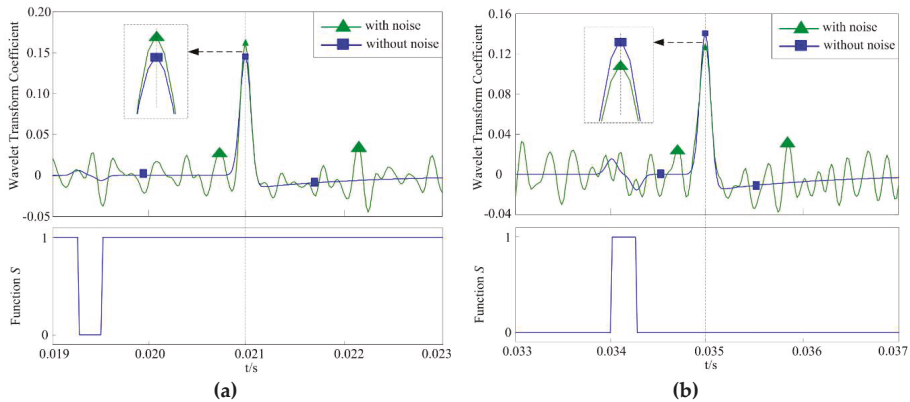 0.20
0.15
0.10
0.05
0
-0.05
Wavelet Transform Coefficient
with noise
without noise
1
0
Function S
0.019
0.020
0.021
0.022
0.023
t/s
(a)
0.16
0.12
0.08
0.04
0
-0.04
Wavelet Transform Coefficient
with noise
without noise
1
0
Function S
0.033
0.034
0.035
0.036
0.037
t/s
(b)